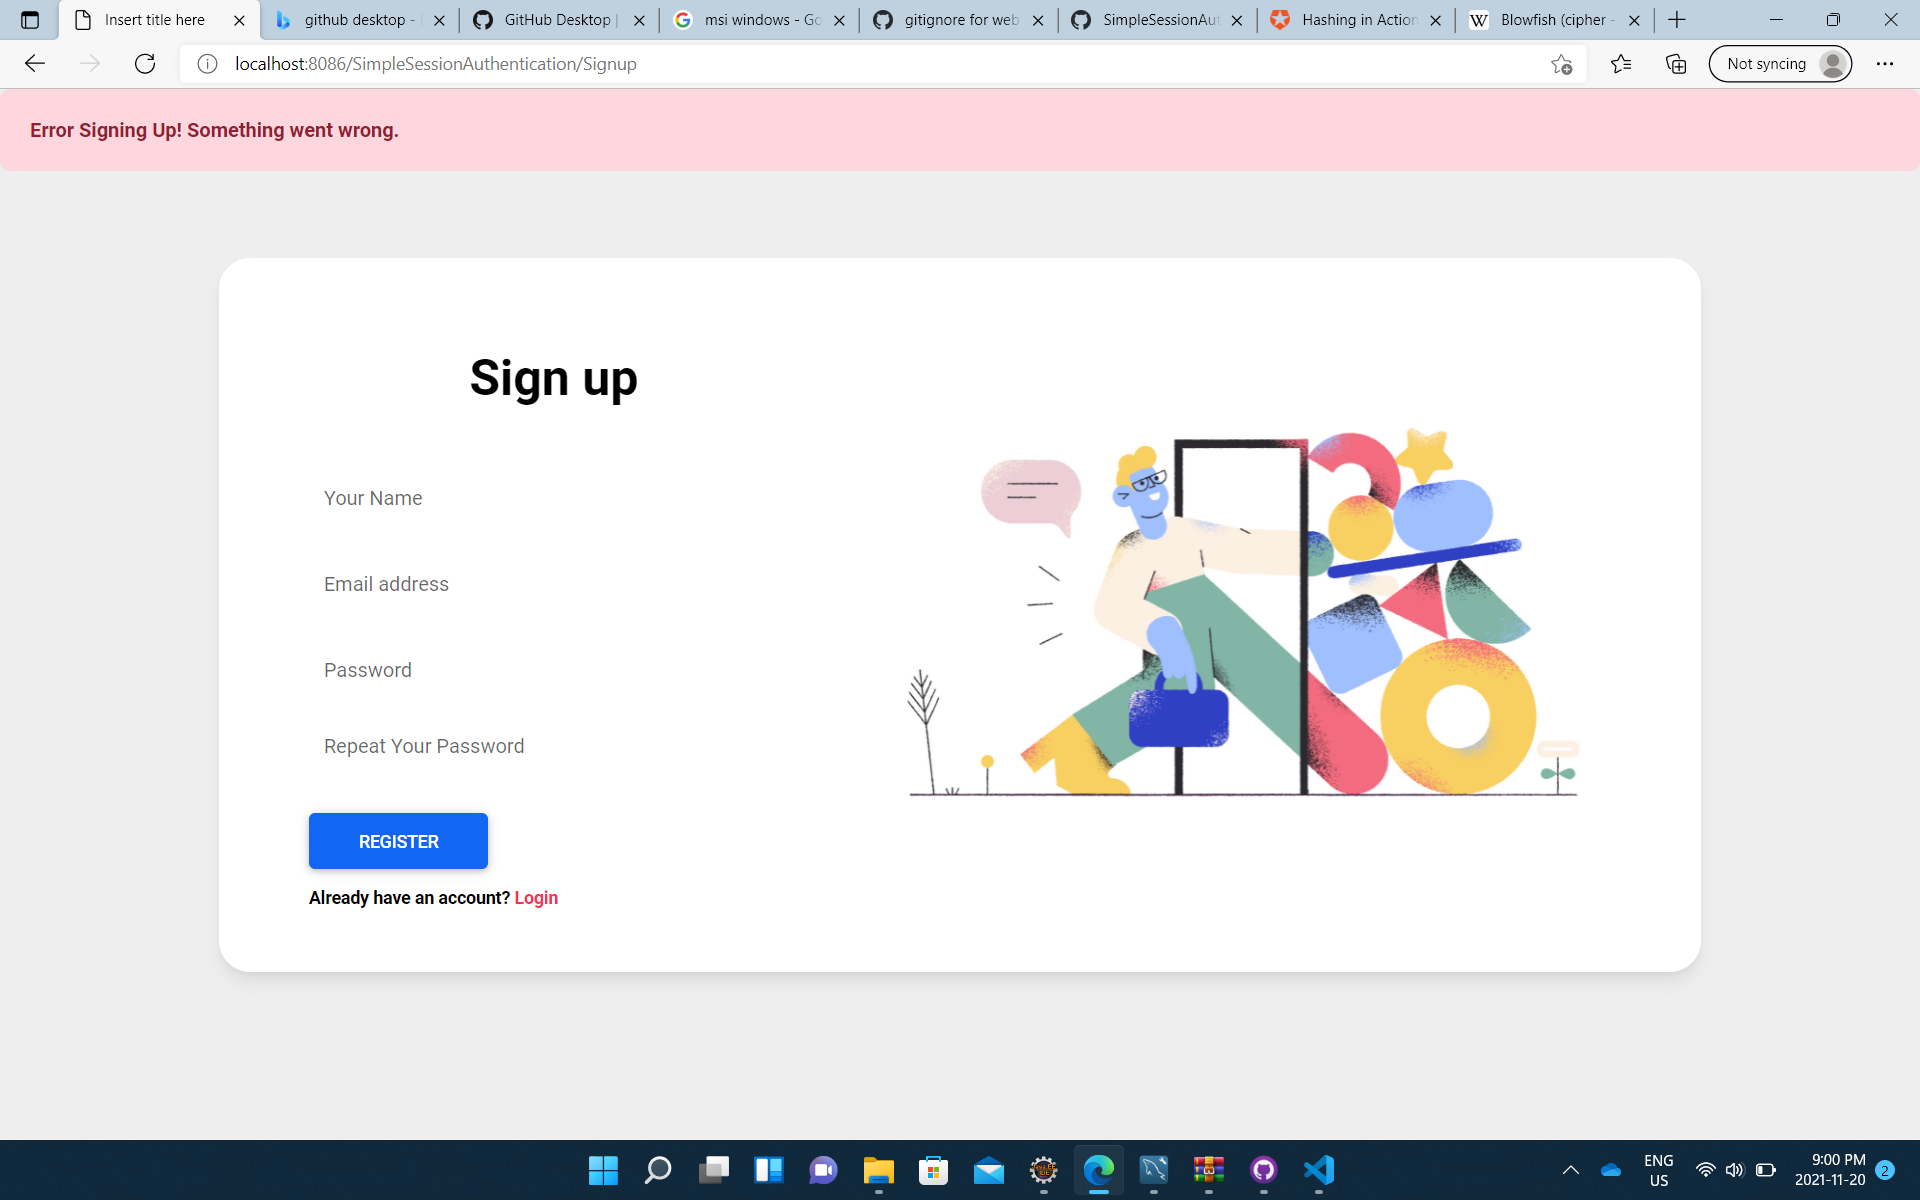 Insert title here
github desktop -
GitHub Desktop |
msi windows - Go
gitignore for web
SimpleSessionAut
Hashing in Action
W Blowfish (cipher -
localhost:8086/SimpleSessionAuthentication/Signup
Not syncing
Error Signing Up! Something went wrong.
Sign up
Your Name
Email address
Password
Repeat Your Password
REGISTER
Already have an account? Login
ENG
US
9:00 PM
2021-11-20
2